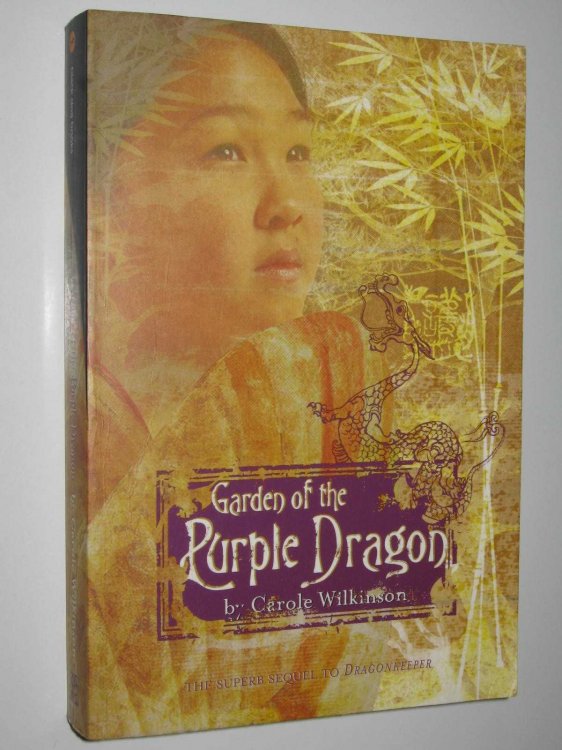 Garden of the
Purple Dragon
by Carole Wilkinson
THE SUPERB SEQUEL TO DRAGONKEEPER